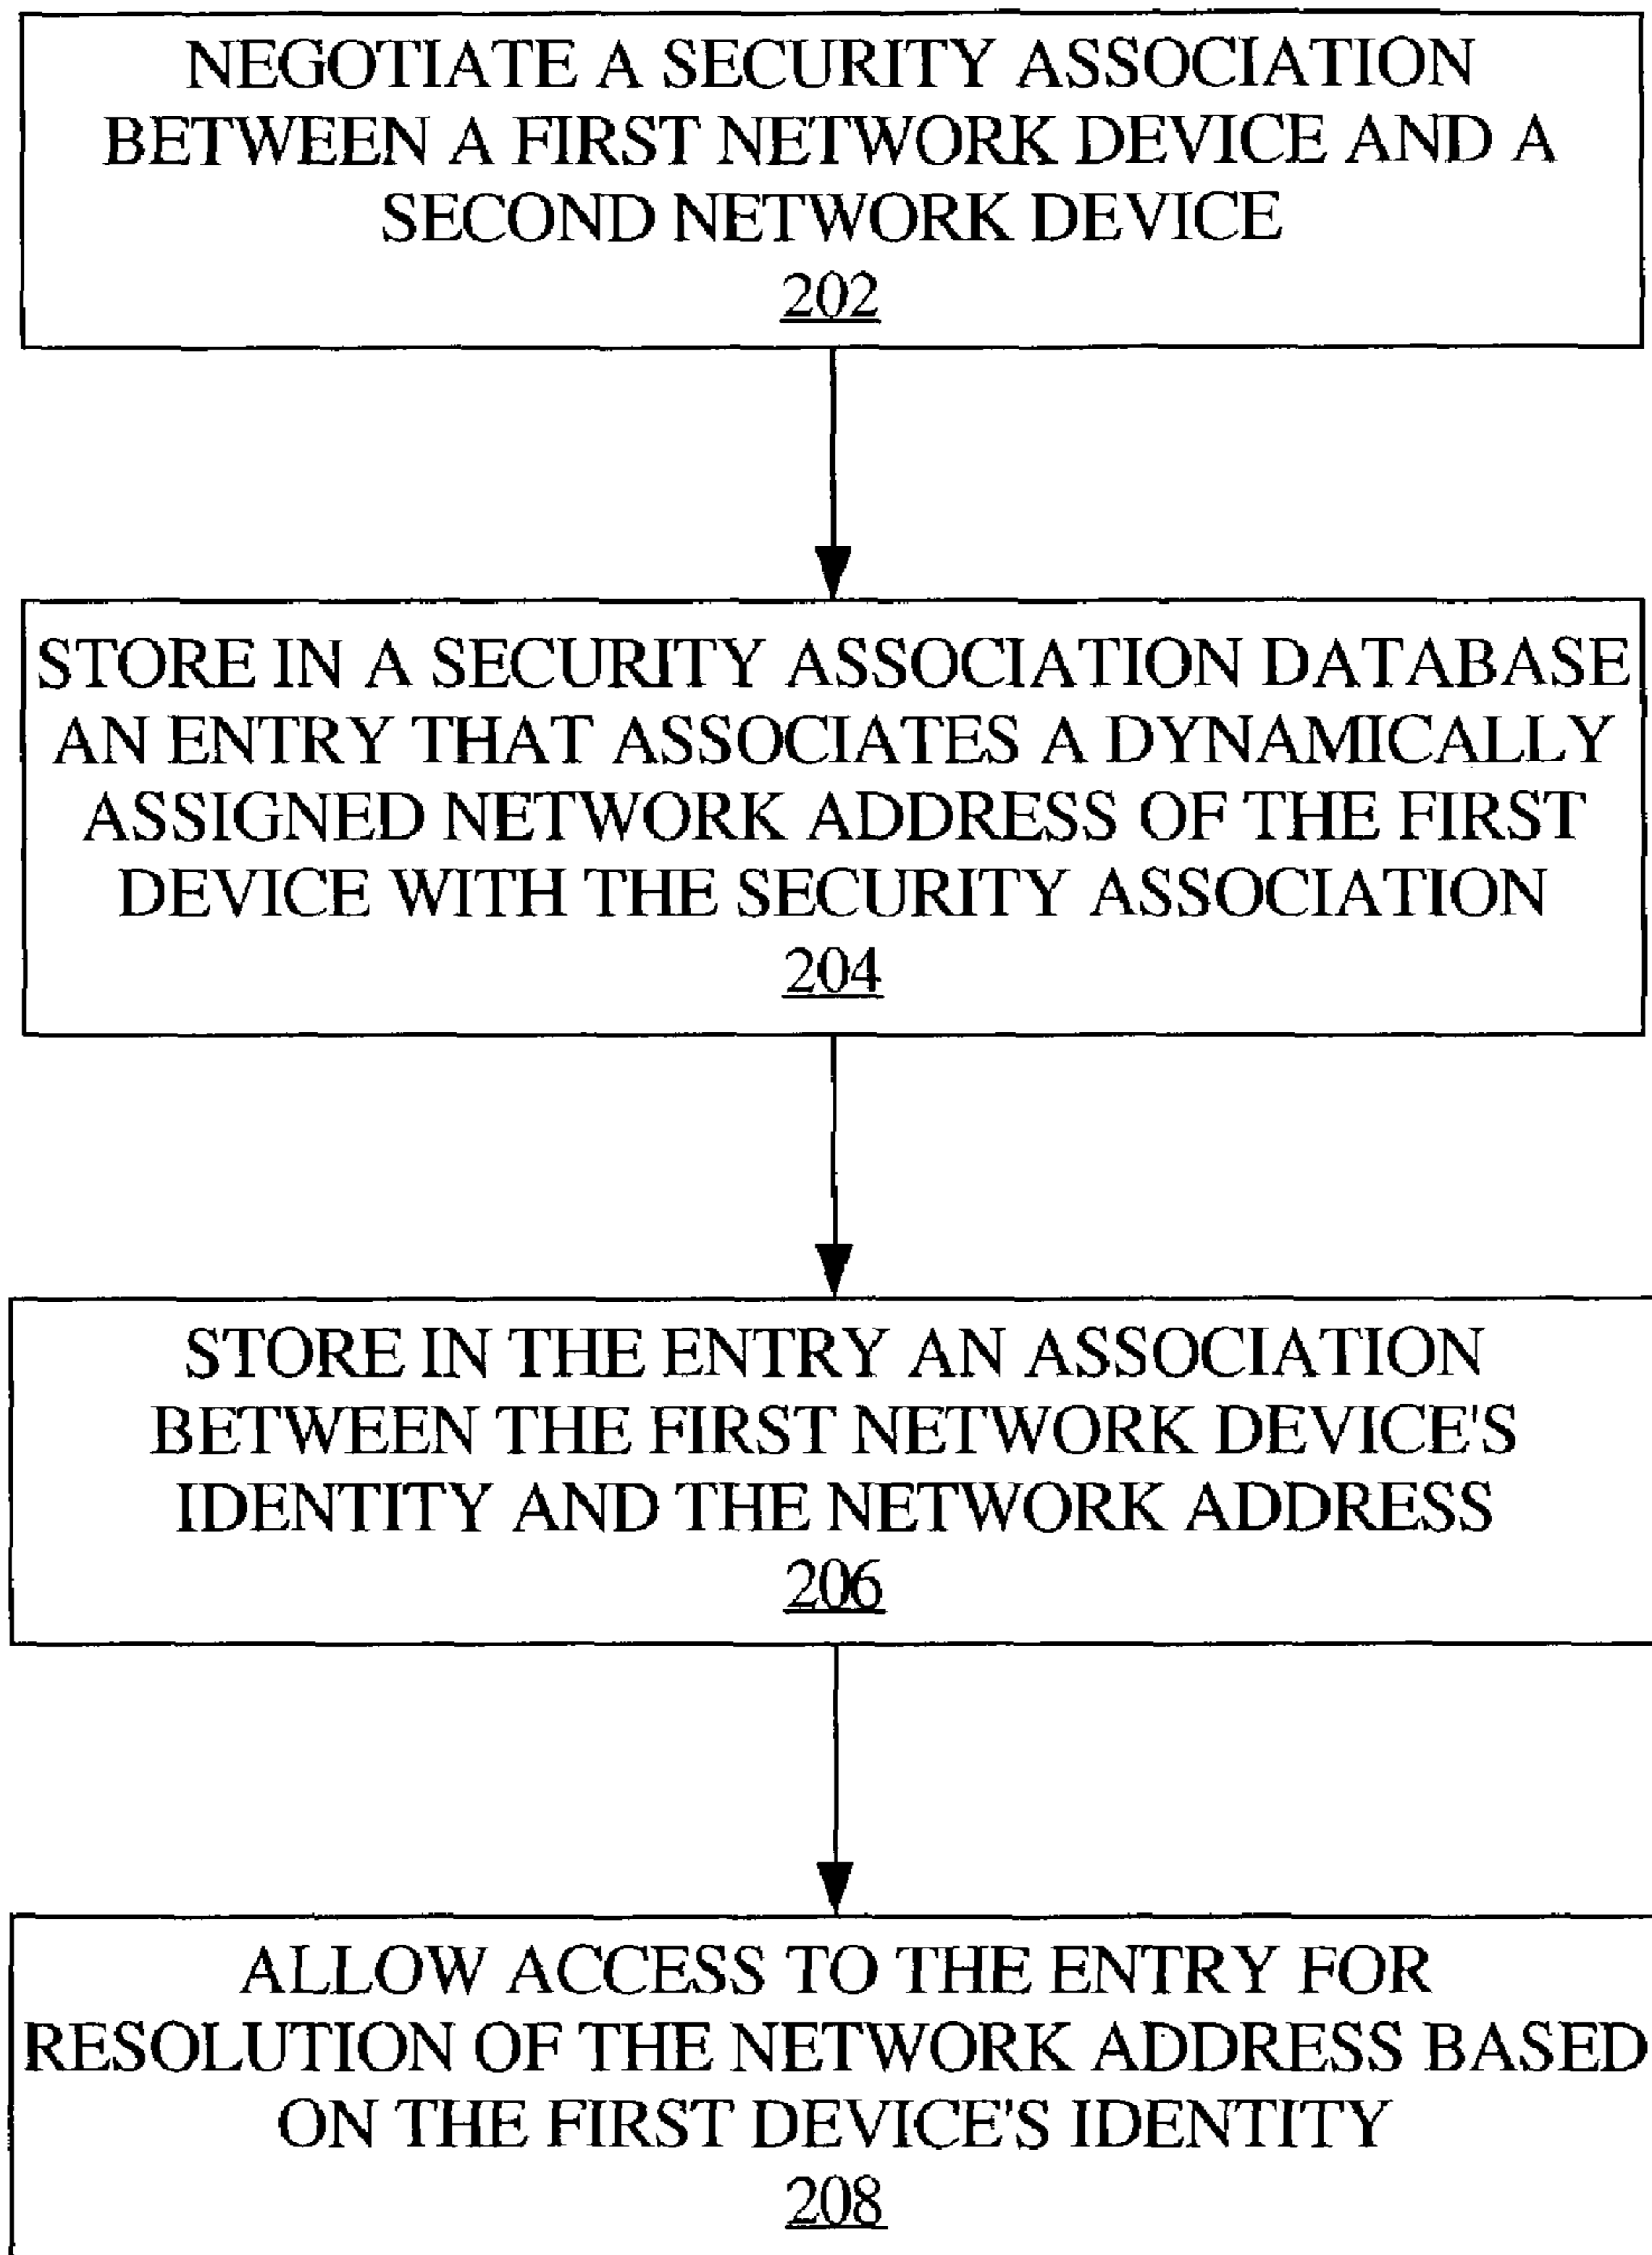 NEGOTIATE A SECURITY ASSOCIATION
BETWEEN A FIRST NETWORK DEVICE AND A
SECOND NETWORK DEVICE
202
STORE IN A SECURITY ASSOCIATION DATABASE
AN ENTRY THAT ASSOCIATES A DYNAMICALLY
ASSIGNED NETWORK ADDRESS OF THE FIRST
DEVICE WITH THE SECURITY ASSOCIATION
204
STORE IN THE ENTRY AN ASSOCIATION
BETWEEN THE FIRST NETWORK DEVICE'S
IDENTITY AND THE NETWORK ADDRESS
206
ALLOW ACCESS TO THE ENTRY FOR
RESOLUTION OF THE NETWORK ADDRESS BASED
ON THE FIRST DEVICE'S IDENTITY
208